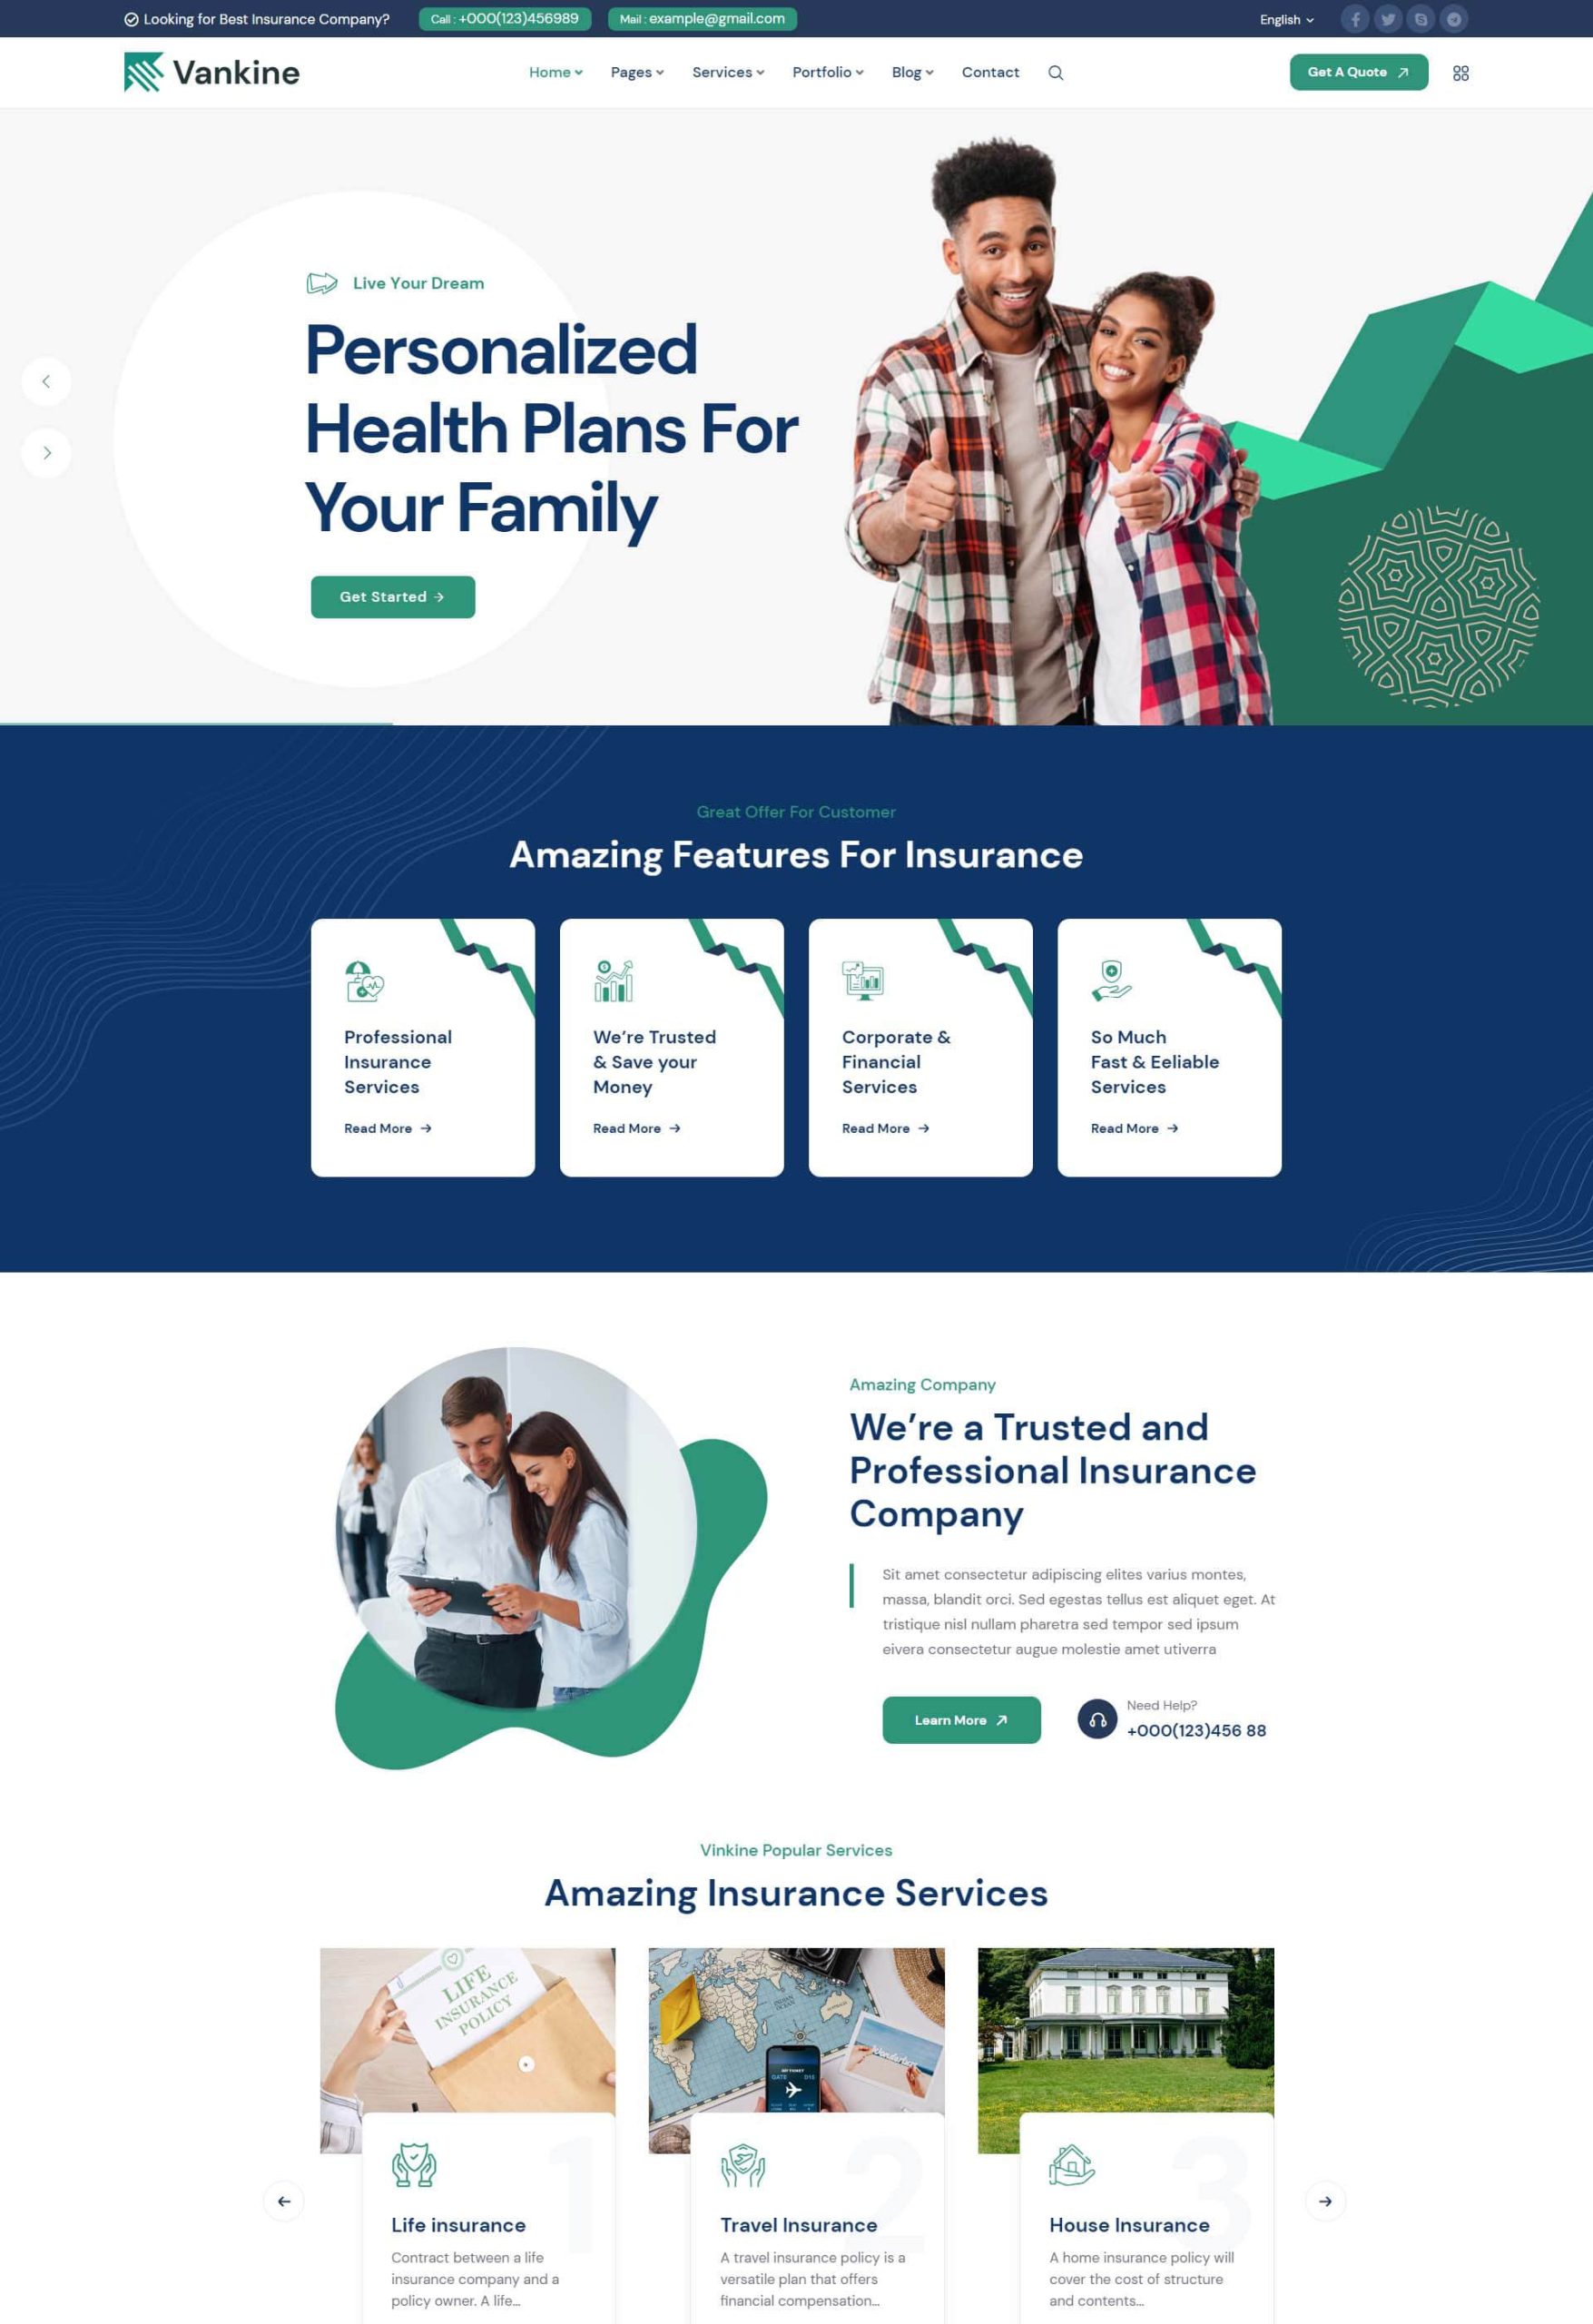 Looking for Best Insurance Company?
Call : +000(123)456989
Mail : example@gmail.com
English
Vankine
Home
Pages
Services
Portfolio
Blog
Contact
Get A Quote
Live Your Dream
Personalized
Health Plans For
Your Family
Get Started
Great Offer For Customer
Amazing Features For Insurance
Professional
Insurance
Services
Read More
We're Trusted
& Save your
Money
Read More
Corporate &
Financial
Services
Read More
So Much
Fast & Eeliable
Services
Read More
Amazing Company
We're a Trusted and
Professional Insurance
Company
Sit amet consectetur adipiscing elites varius montes,
massa, blandit orci. Sed egestas tellus est aliquet eget. At
tristique nisl nullam pharetra sed tempor sed ipsum
eivera consectetur augue molestie amet utiverra
Learn More
Need Help?
+000(123)456 88
Vinkine Popular Services
Amazing Insurance Services
LIFE
INSURANCE
POLICY
INDIAN
OCEAN
AUSTRALIA
GATE
Wanderlust
1
Life insurance
Contract between a life
insurance company and a
policy owner. A life...
2
Travel Insurance
A travel insurance policy is a
versatile plan that offers
financial compensation...
3
House Insurance
A home insurance policy will
cover the cost of structure
and contents...